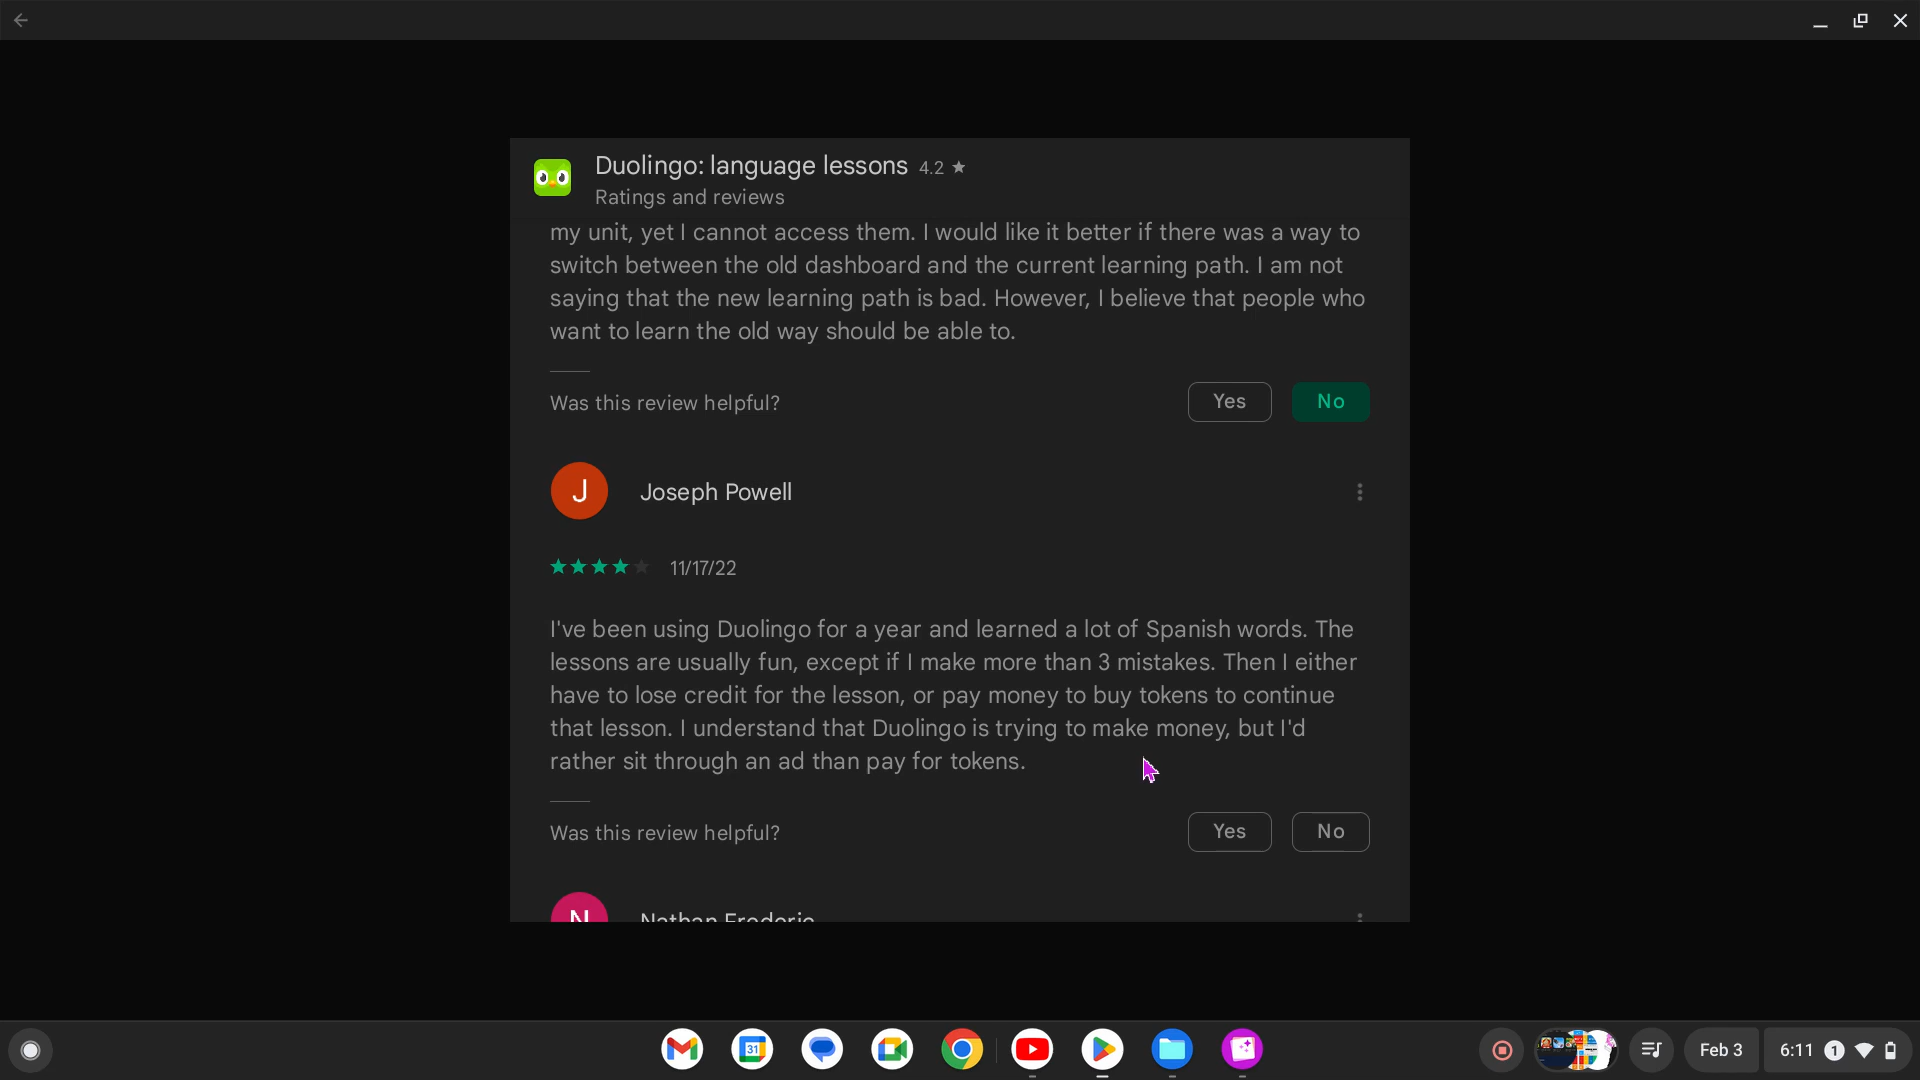 Duolingo: language lessons 4.2 ★
Ratings and reviews
my unit, yet I cannot access them. I would like it better if there was a way to
switch between the old dashboard and the current learning path. I am not
saying that the new learning path is bad. However, I believe that people who
want to learn the old way should be able to.
Was this review helpful? Yes No
J Joseph Powell
11/17/22
I've been using Duolingo for a year and learned a lot of Spanish words. The
lessons are usually fun, except if I make more than 3 mistakes. Then I either
have to lose credit for the lesson, or pay money to buy tokens to continue
that lesson. I understand that Duolingo is trying to make money, but I'd
rather sit through an ad than pay for tokens.
Was this review helpful? Yes No
N Nathan Frederic
31 Feb 3 6:11 1